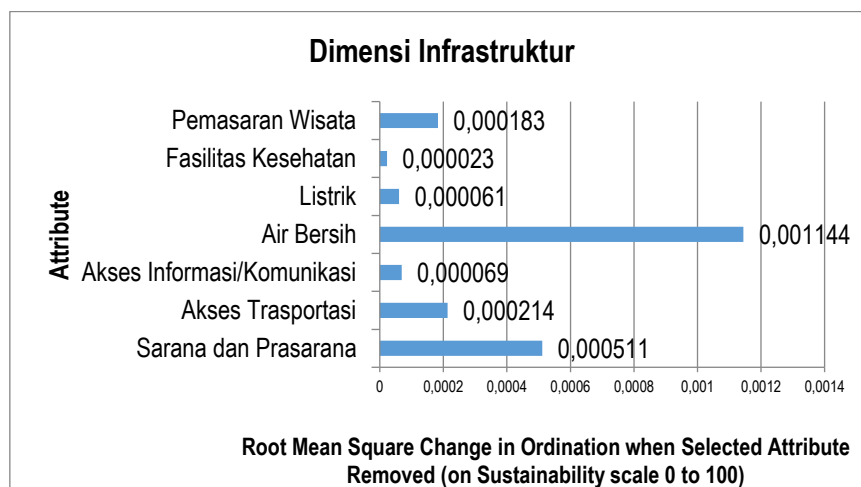 Dimensi Infrastruktur
Attribute
Pemasaran Wisata 0,000183
Fasilitas Kesehatan 0,000023
Listrik 0,000061
Air Bersih 0,001144
Akses Informasi/Komunikasi 0,000069
Akses Trasportasi 0,000214
Sarana dan Prasarana 0,000511
0 0,0002 0,0004 0,0006 0,0008 0,001 0,0012 0,0014
Root Mean Square Change in Ordination when Selected Attribute
Removed (on Sustainability scale 0 to 100)